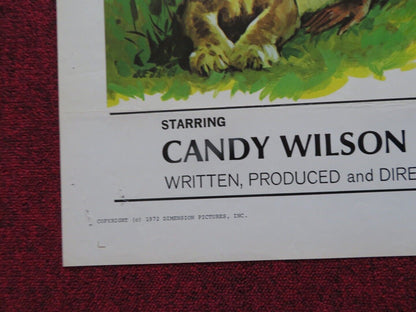 STARRING
CANDY WILSON
WRITTEN, PRODUCED and DIRE
COPYRIGHT (c) 1972 DIMENSION PICTURES, INC.